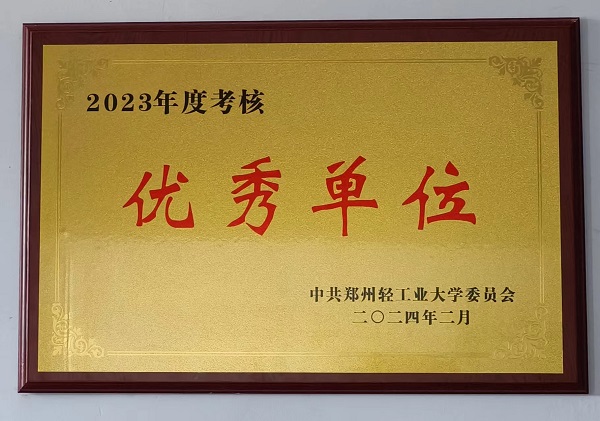 2023年度考核
优秀单位
中共郑州轻工业大学委员会
二〇二四年二月